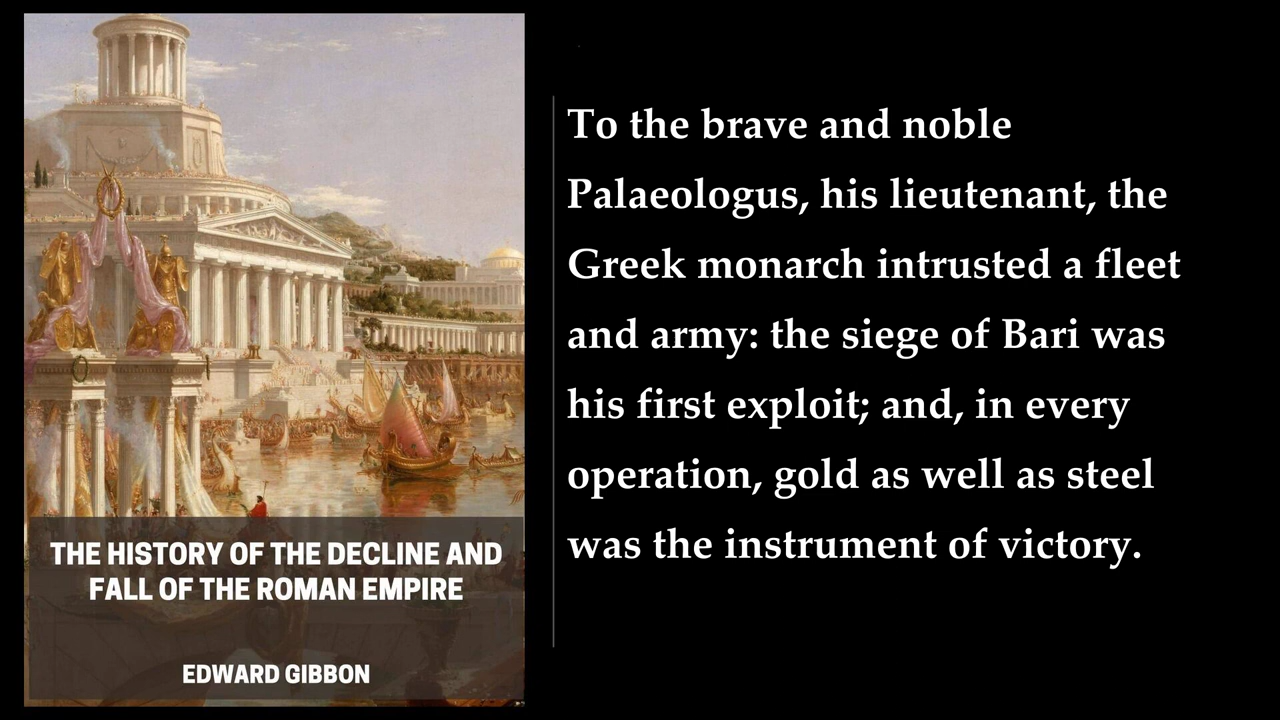 THE HISTORY OF THE DECLINE AND
FALL OF THE ROMAN EMPIRE
EDWARD GIBBON
To the brave and noble
Palaeologus, his lieutenant, the
Greek monarch intrusted a fleet
and army: the siege of Bari was
his first exploit; and, in every
operation, gold as well as steel
was the instrument of victory.